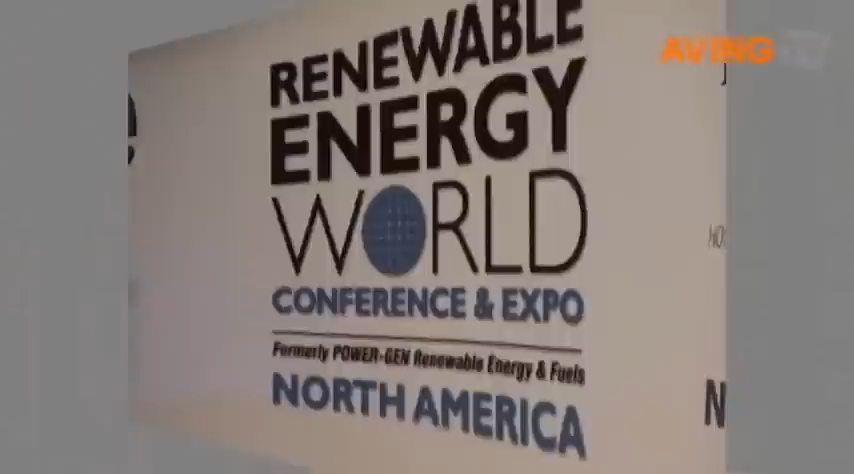 AVING
RENEWABLE
ENERGY
WORLD
CONFERENCE & EXPO
Formerly POWER-GEN Renewable Energy & Fuels
NORTH AMERICA